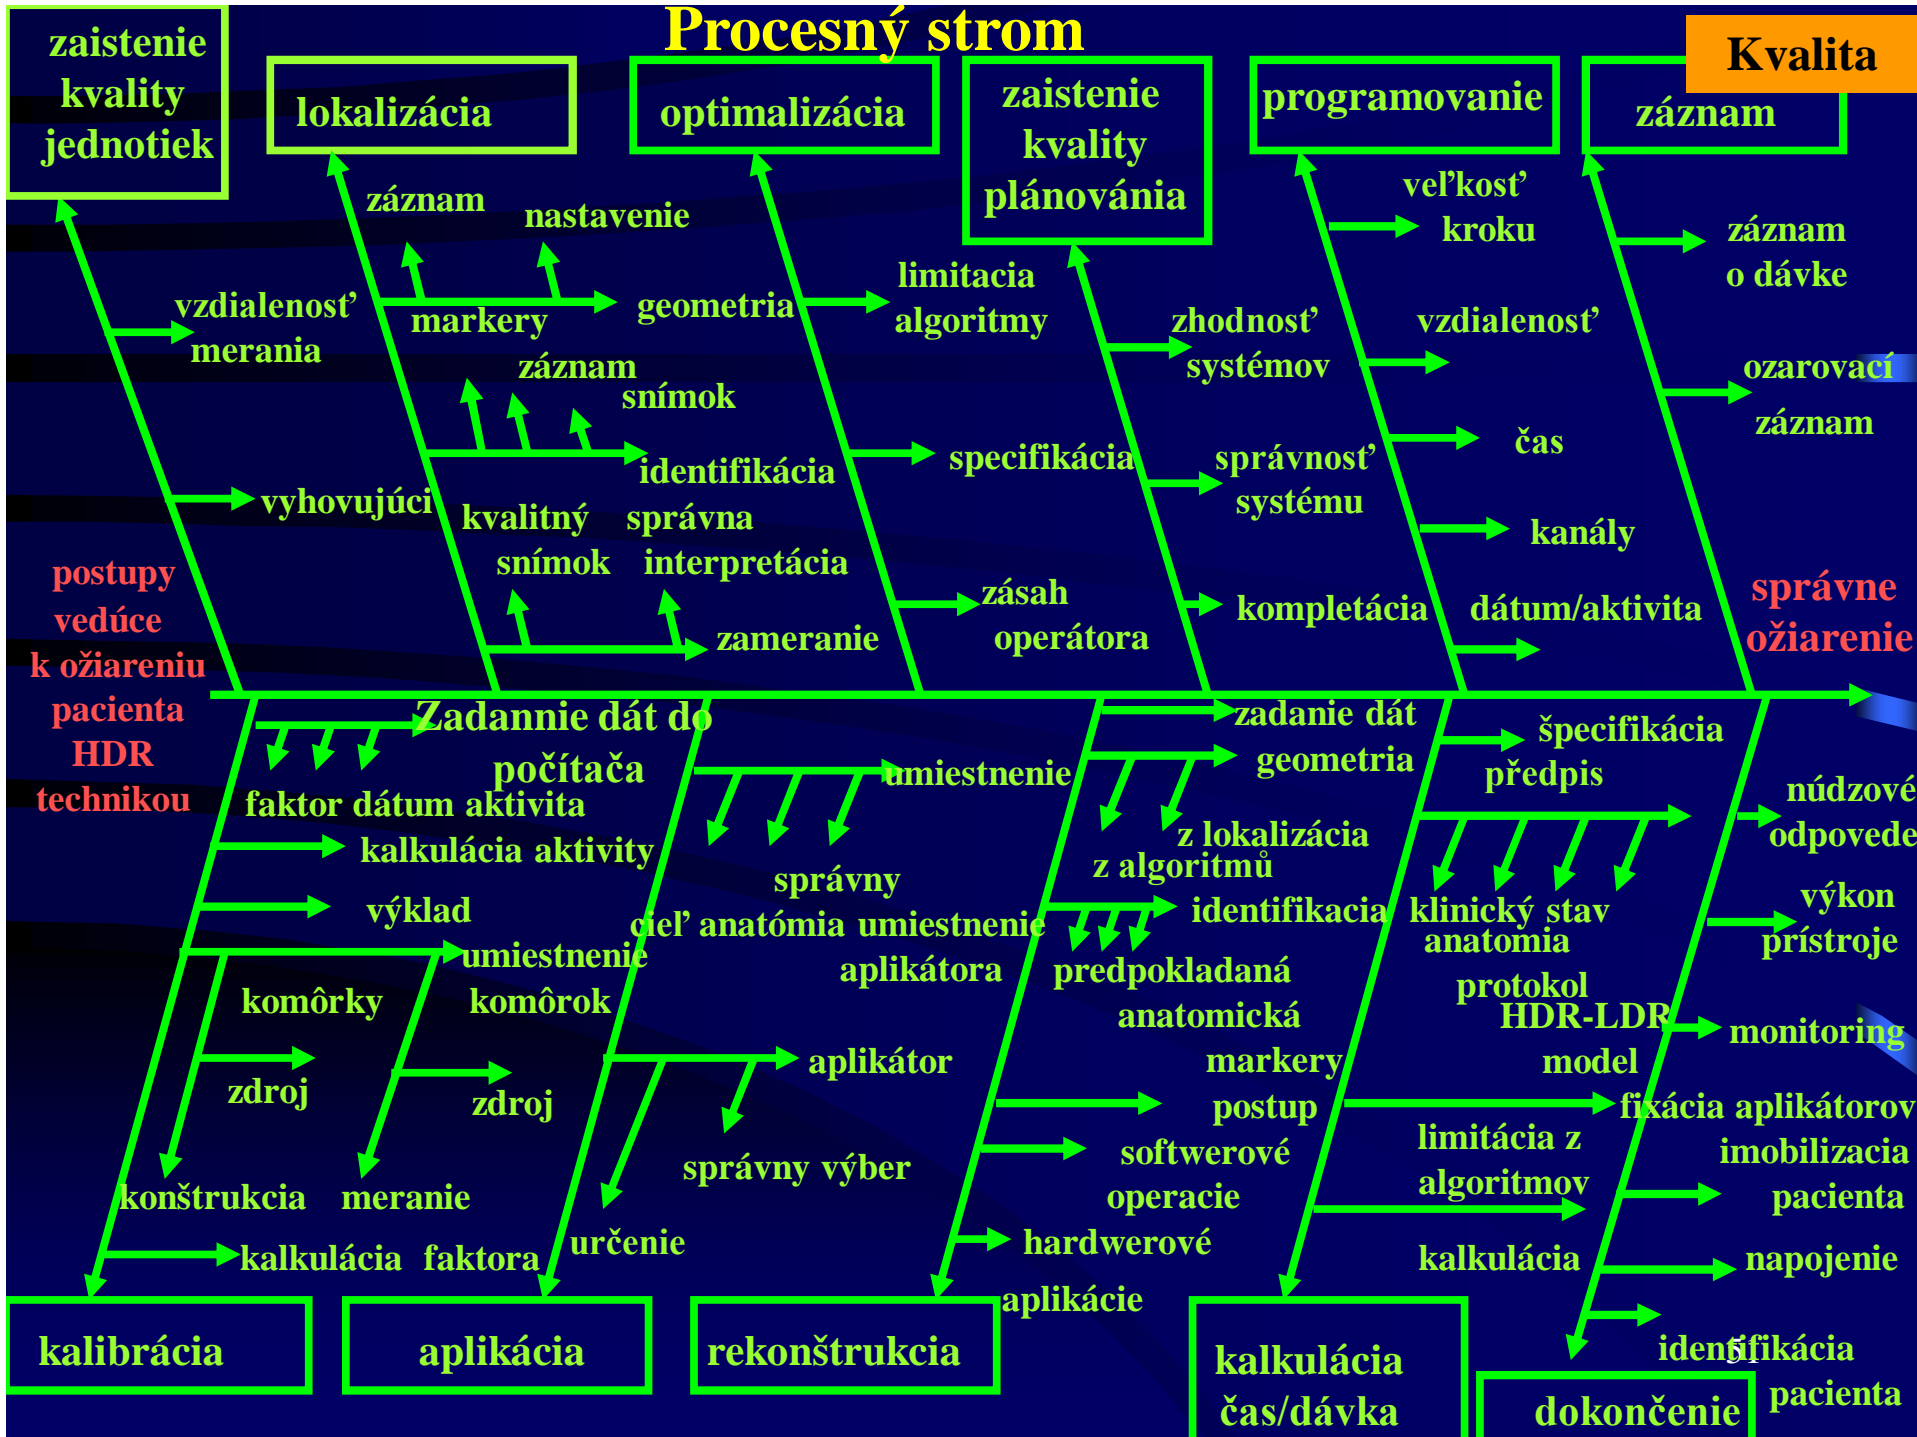 Procesný strom
Kvalita
zaistenie
kvality
jednotiek
lokalizácia
optimalizácia
zaistenie
kvality
plánovánia
programovanie
záznam
vzdialenosť
merania
vyhovujúci
záznam
nastavenie
markery
geometria
záznam
snímok
identifikácia
kvalitný
snímok
správna
interpretácia
zameranie
limitacia
algoritmy
specifikácia
zásah
operátora
zhodnosť
systémov
správnosť
systému
kompletácia
veľkosť
kroku
vzdialenosť
čas
kanály
dátum/aktivita
záznam
o dávke
ozarovací
záznam
postupy
vedúce
k ožiareniu
pacienta
HDR
technikou
správne
ožiarenie
Zadannie dát do
počítača
faktor dátum aktivita
kalkulácia aktivity
výklad
umiestnenie
komôrok
komôrky
zdroj
zdroj
konštrukcia
meranie
kalkulácia faktora
umiestnenie
správny
cieľ anatómia umiestnenie
aplikátora
aplikátor
správny výber
určenie
zadanie dát
geometria
z lokalizácia
z algoritmů
identifikacia
predpokladaná
anatomická
markery
postup
softwerové
operacie
hardwerové
aplikácie
špecifikácia
předpis
klinický stav
anatomia
protokol
HDR-LDR
model
limitácia z
algoritmov
kalkulácia
núdzové
odpovede
výkon
prístroje
monitoring
fixácia aplikátorov
imobilizacia
pacienta
napojenie
identifikácia
pacienta
51
kalibrácia
aplikácia
rekonštrukcia
kalkulácia
čas/dávka
dokončenie